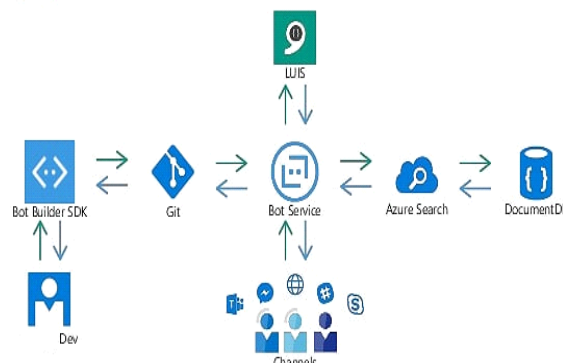 LUIS
Bot Builder SDK
Git
Bot Service
Azure Search
DocumentD
Dev
Channels